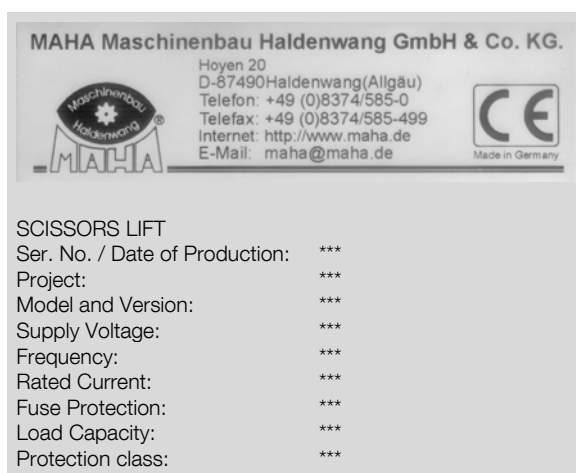 MAHA Maschinenbau Haldenwang GmbH & Co. KG.
Hoyen 20
D-87490Haldenwang(Allgäu)
Telefon: +49 (0)8374/585-0
Telefax: +49 (0)8374/585-499
Internet: http://www.maha.de
E-Mail: maha@maha.de
Maschinenbau
Haldenwang
®
MAHA
CE
Made in Germany
SCISSORS LIFT
Ser. No. / Date of Production: ***
Project: ***
Model and Version: ***
Supply Voltage: ***
Frequency: ***
Rated Current: ***
Fuse Protection: ***
Load Capacity: ***
Protection class: ***